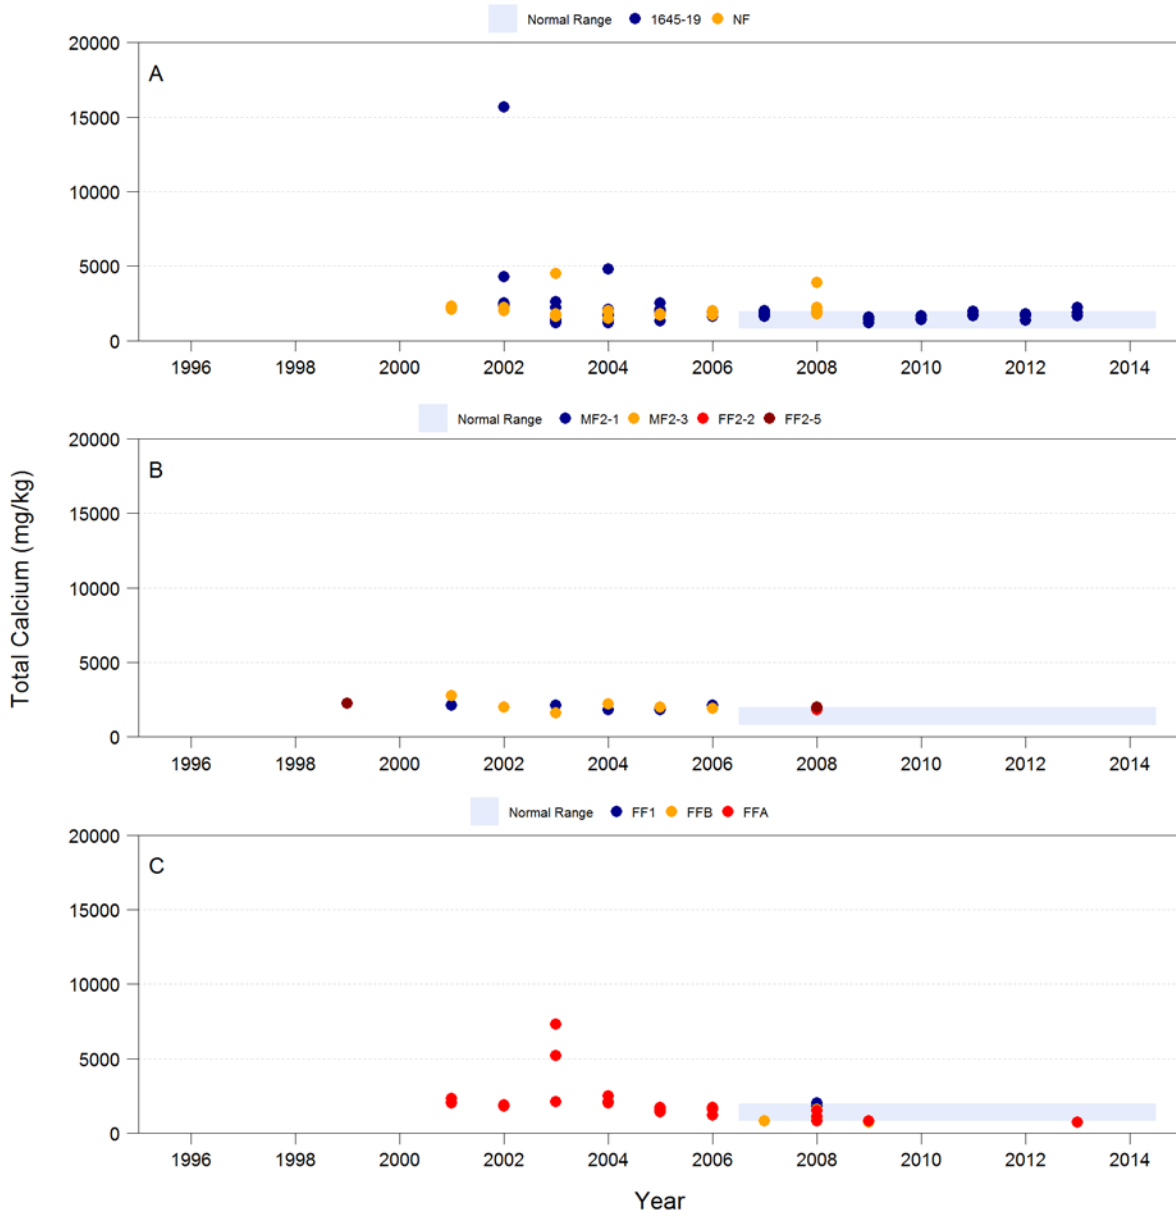 Normal Range 1645-19 NF
A
20000
15000
10000
5000
0
1996 1998 2000 2002 2004 2006 2008 2010 2012 2014
Normal Range MF2-1 MF2-3 FF2-2 FF2-5
B
20000
15000
10000
5000
0
1996 1998 2000 2002 2004 2006 2008 2010 2012 2014
Total Calcium (mg/kg)
Normal Range FF1 FFB FFA
C
20000
15000
10000
5000
0
1996 1998 2000 2002 2004 2006 2008 2010 2012 2014
Year